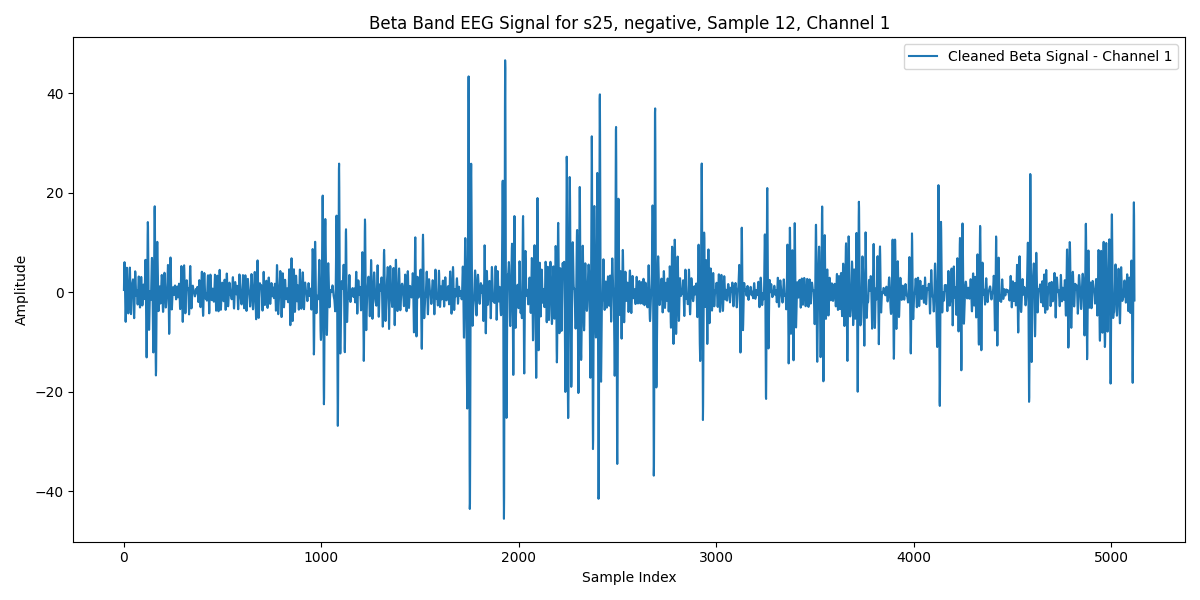 Beta Band EEG Signal for s25, negative, Sample 12, Channel 1
Cleaned Beta Signal - Channel 1
Amplitude
40
20
0
−20
−40
0 1000 2000 3000 4000 5000
Sample Index